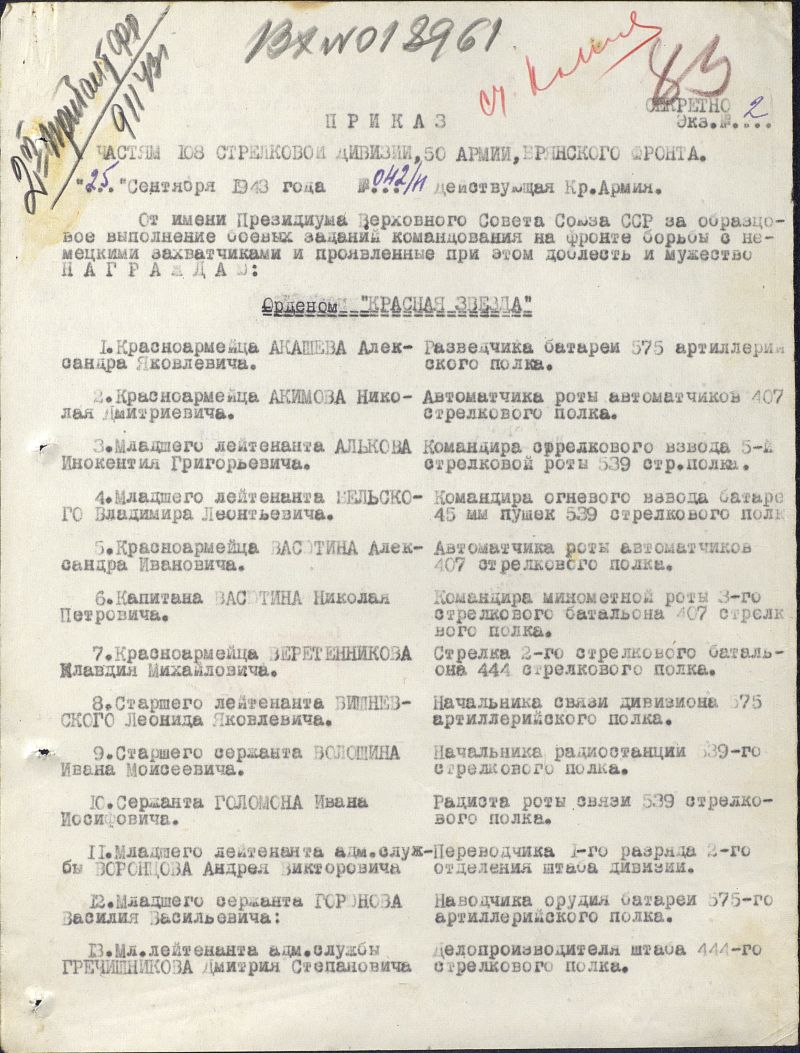 ВХ №018961
9/11 43г
83
СЕКРЕТНО
П Р И К А З
Экз.№ 2
ЧАСТЯМ 108 СТРЕЛКОВОЙ ДИВИЗИИ,50 АРМИИ,БРЯНСКОГО ФРОНТА.
"25"Сентября 1943 года № 042/н Действующая Кр.Армия.
От имени Президиума Верховного Совета Союза ССР за образцо-
вое выполнение боевых заданий командования на фронте борьбы с не-
мецкими захватчиками и проявленные при этом доблесть и мужество
Н А Г Р А Ж Д А Ю:
Орденом "КРАСНАЯ ЗВЕЗДА"
1.Красноармейца АКАШЕВА Алек- Разведчика батареи 575 артиллерий
сандра Яковлевича. ского полка.
2.Красноармейца АКИМОВА Нико- Автоматчика роты автоматчиков 407
лая Дмитриевича. стрелкового полка.
3.Младшего лейтенанта АЛЬКОВА Командира стрелкового взвода 5-й
Инокентия Григорьевича. стрелковой роты 539 стр.полка.
4.Младшего лейтенанта БЕЛЬСКО- Командира огневого взвода батаре
ГО Владимира Леонтьевича. 45 мм пушек 539 стрелкового полк
5.Красноармейца ВАСЮТИНА Алек- Автоматчика роты автоматчиков
сандра Ивановича. 407 стрелкового полка.
6.Капитана ВАСЮТИНА Николая Командира минометной роты 3-го
Петровича. стрелкового батальона 407 стрелк
вого полка.
7.Красноармейца ВЕРЕТЕННИКОВА Стрелка 2-го стрелкового баталь-
Клавдия Михайловича. она 444 стрелкового полка.
8.Старшего лейтенанта ВИШНЕВ- Начальника связи дивизиона 575
СКОГО Леонида Яковлевича. артиллерийского полка.
9.Старшего сержанта ВОЛОШИНА Начальника радиостанции 539-го
Ивана Моисеевича. стрелкового полка.
10.Сержанта ГОЛОМОНА Ивана Радиста роты связи 539 стрелко-
Иосифовича. вого полка.
11.Младшего лейтенанта адм.служ-Переводчика 1-го разряда 2-го
бы ВОРОНЦОВА Андрея Викторовича отделения штаба дивизии.
12.Младшего сержанта ГОРЮНОВА Наводчика орудия батареи 575-го
Василия Васильевича: артиллерийского полка.
13.Мл.лейтенанта адм.службы Делопроизводителя штаба 444-го
ГРЕЧИШНИКОВА Дмитрия Степановича стрелкового полка.